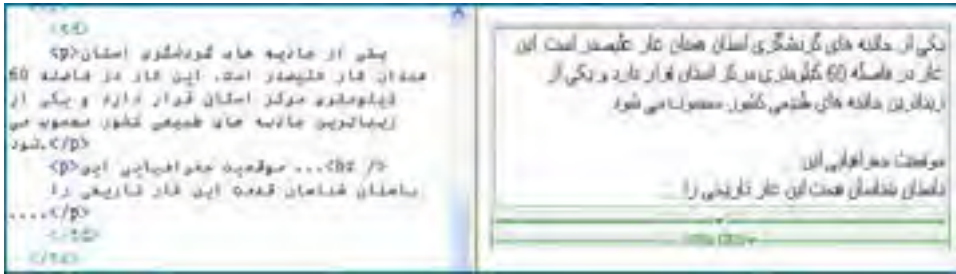 <td>
<p>یکی از جاذبه های گردشگری استان
همدان غار علیصدر است. این غار در فاصله 60
کیلومتری مرکز استان قرار دارد و یکی از
زیباترین جاذبه های طبیعی کشور محسوب می
شود.</p>
<p>موقعیت جغرافیایی این ...<br />
باستان شناسان قدمت این غار تاریخی را
....</p>
</td>
</tr>
یکی از جاذبه های گردشگری استان همدان غار علیصدر است. این
غار در فاصله 60 کیلومتری مرکز استان قرار دارد و یکی از
زیباترین جاذبه های طبیعی کشور محسوب می شود.
موقعیت جغرافیایی این
باستان شناسان قدمت این غار تاریخی را